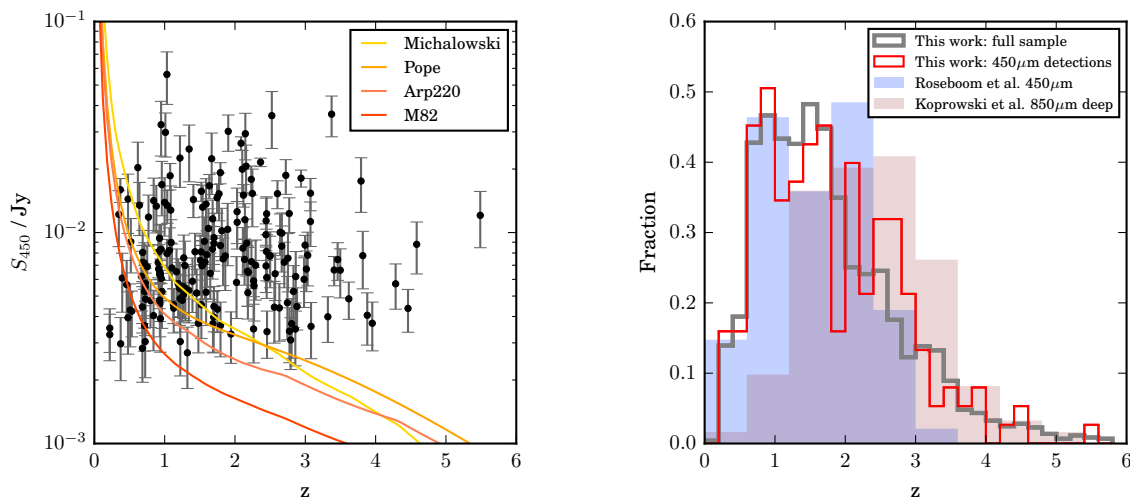 10⁻¹
10⁻²
10⁻³
S₄₅₀ / Jy
0 1 2 3 4 5 6
z
Michalowski
Pope
Arp220
M82
0.6
0.5
0.4
0.3
0.2
0.1
0.0
Fraction
0 1 2 3 4 5 6
z
This work: full sample
This work: 450μm detections
Roseboom et al. 450μm
Koprowski et al. 850μm deep